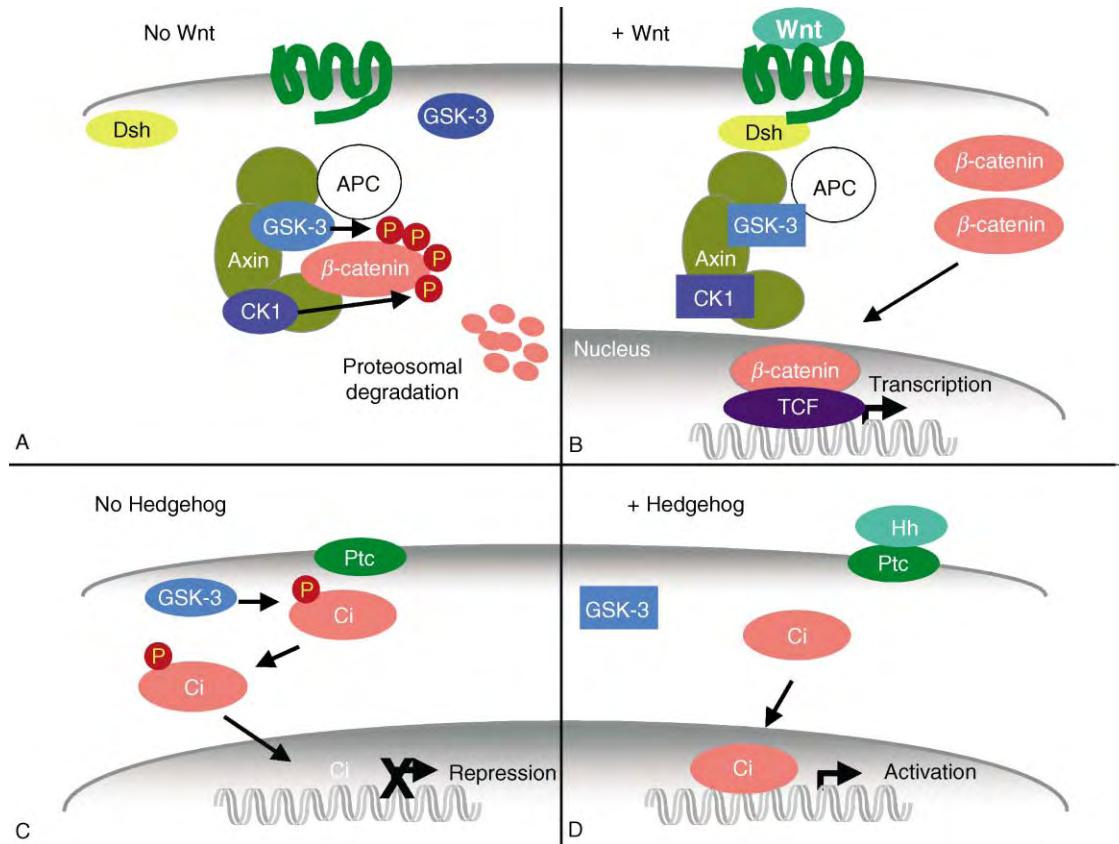 No Wnt
Dsh
GSK-3
APC
GSK-3
P
P
P
P
Axin
β-catenin
CK1
Proteosomal
degradation
A
+ Wnt
Wnt
Dsh
β-catenin
APC
GSK-3
β-catenin
Axin
CK1
Nucleus
β-catenin
Transcription
TCF
B
No Hedgehog
Ptc
GSK-3
P
Ci
P
Ci
Ci
X
Repression
C
+ Hedgehog
Hh
Ptc
GSK-3
Ci
Ci
Activation
D